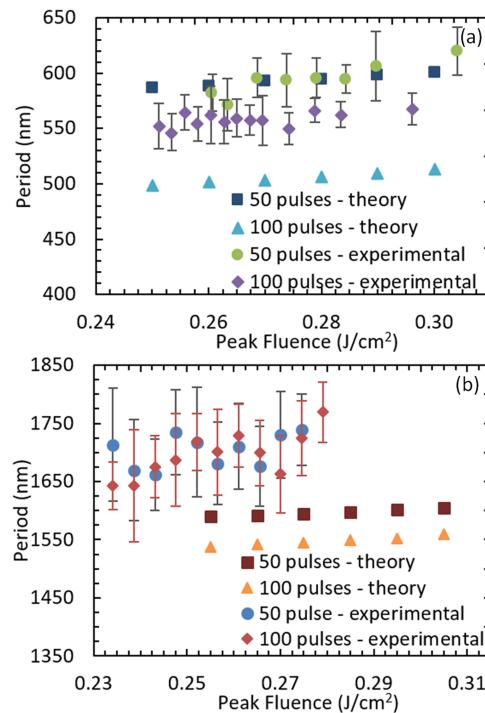 650
(a)
600
550
500
450
400
Period (nm)
50 pulses - theory
100 pulses - theory
50 pulses - experimental
100 pulses - experimental
0.24 0.26 0.28 0.30
Peak Fluence (J/cm²)
1850
(b)
1750
1650
1550
1450
1350
Period (nm)
50 pulses - theory
100 pulses - theory
50 pulse - experimental
100 pulses - experimental
0.23 0.25 0.27 0.29 0.31
Peak Fluence (J/cm²)